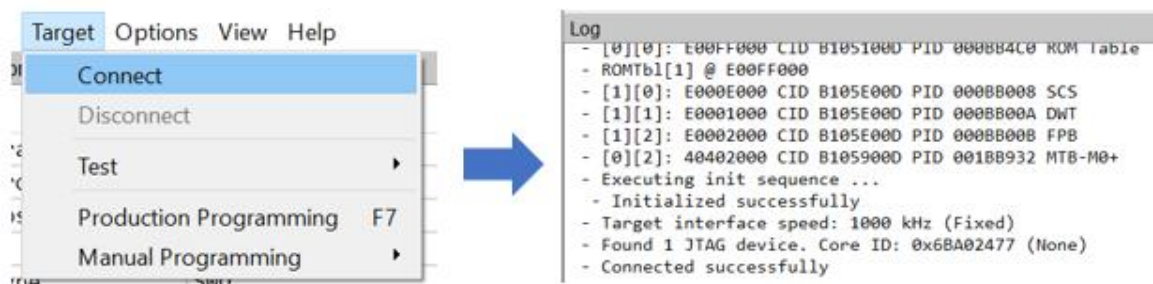 Target Options View Help
Connect
Disconnect
Test
Production Programming F7
Manual Programming
Log
- [0][0]: E00FF000 CID B105100D PID 000BB4C0 ROM Table
- ROMTbl[1] @ E00FF000
- [1][0]: E000E000 CID B105E00D PID 000BB008 SCS
- [1][1]: E0001000 CID B105E00D PID 000BB00A DWT
- [1][2]: E0002000 CID B105E00D PID 000BB00B FPB
- [0][2]: 40402000 CID B105900D PID 001BB932 MTB-M0+
- Executing init sequence ...
- Initialized successfully
- Target interface speed: 1000 kHz (Fixed)
- Found 1 JTAG device. Core ID: 0x6BA02477 (None)
- Connected successfully